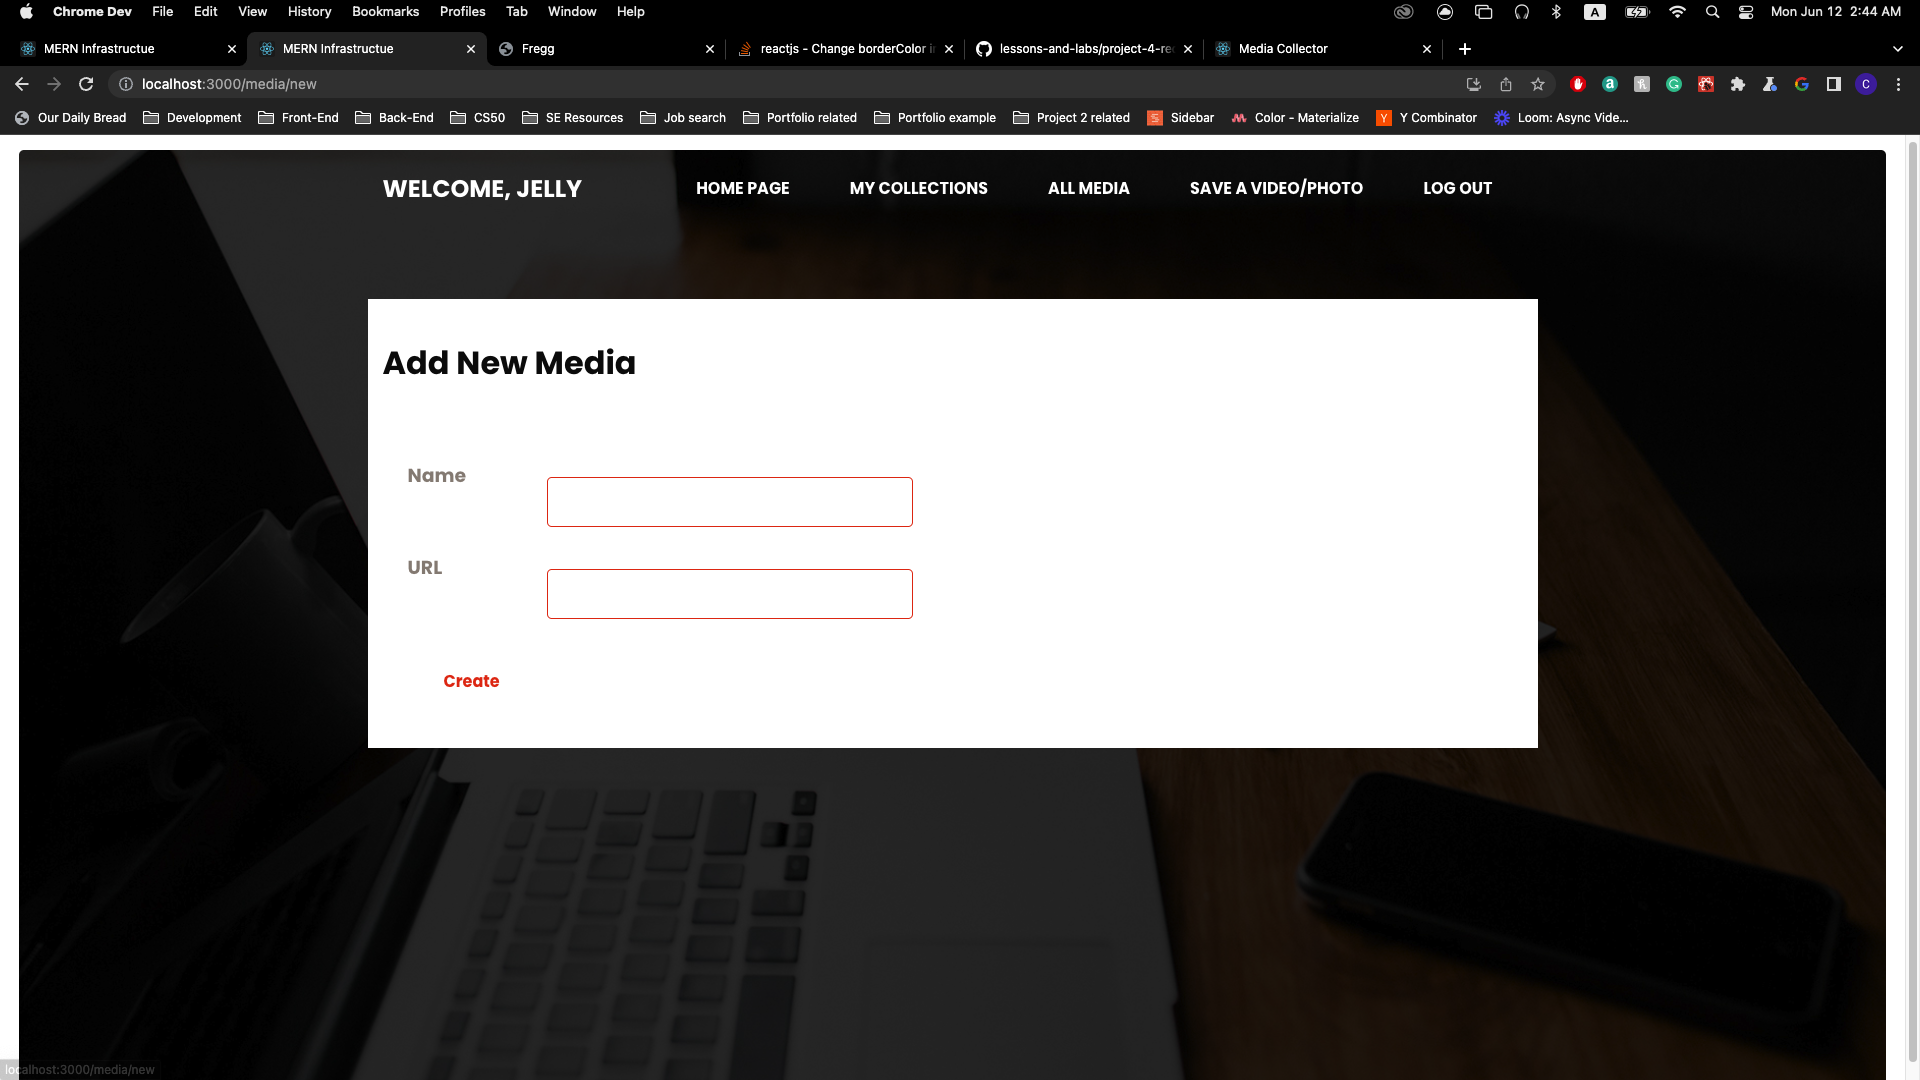 Chrome Dev File Edit View History Bookmarks Profiles Tab Window Help A Mon Jun 12 2:44 AM
MERN Infrastructue MERN Infrastructue Fregg reactjs - Change borderColor i lessons-and-labs/project-4-re Media Collector
localhost:3000/media/new C
Our Daily Bread Development Front-End Back-End CS50 SE Resources Job search Portfolio related Portfolio example Project 2 related S Sidebar Color - Materialize Y Y Combinator Loom: Async Vide...
WELCOME, JELLY HOME PAGE MY COLLECTIONS ALL MEDIA SAVE A VIDEO/PHOTO LOG OUT
Add New Media
Name
URL
Create
localhost:3000/media/new